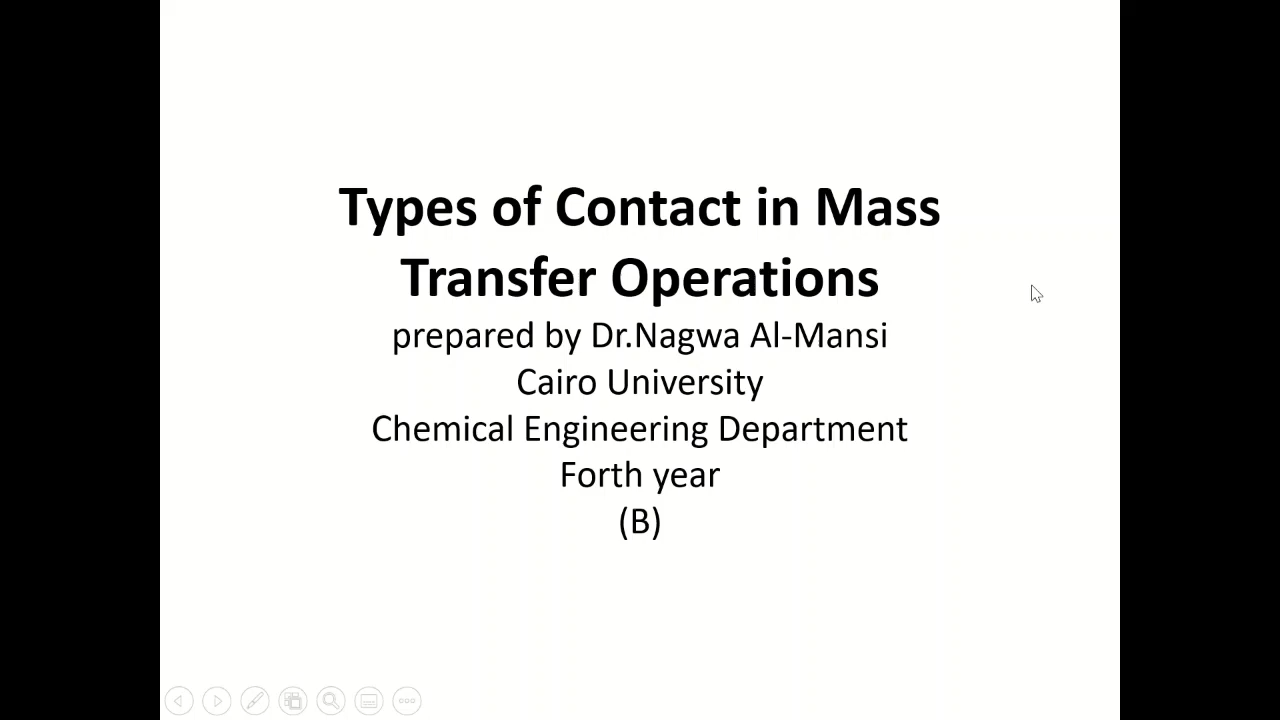 Types of Contact in Mass
Transfer Operations
prepared by Dr.Nagwa Al-Mansi
Cairo University
Chemical Engineering Department
Forth year
(B)